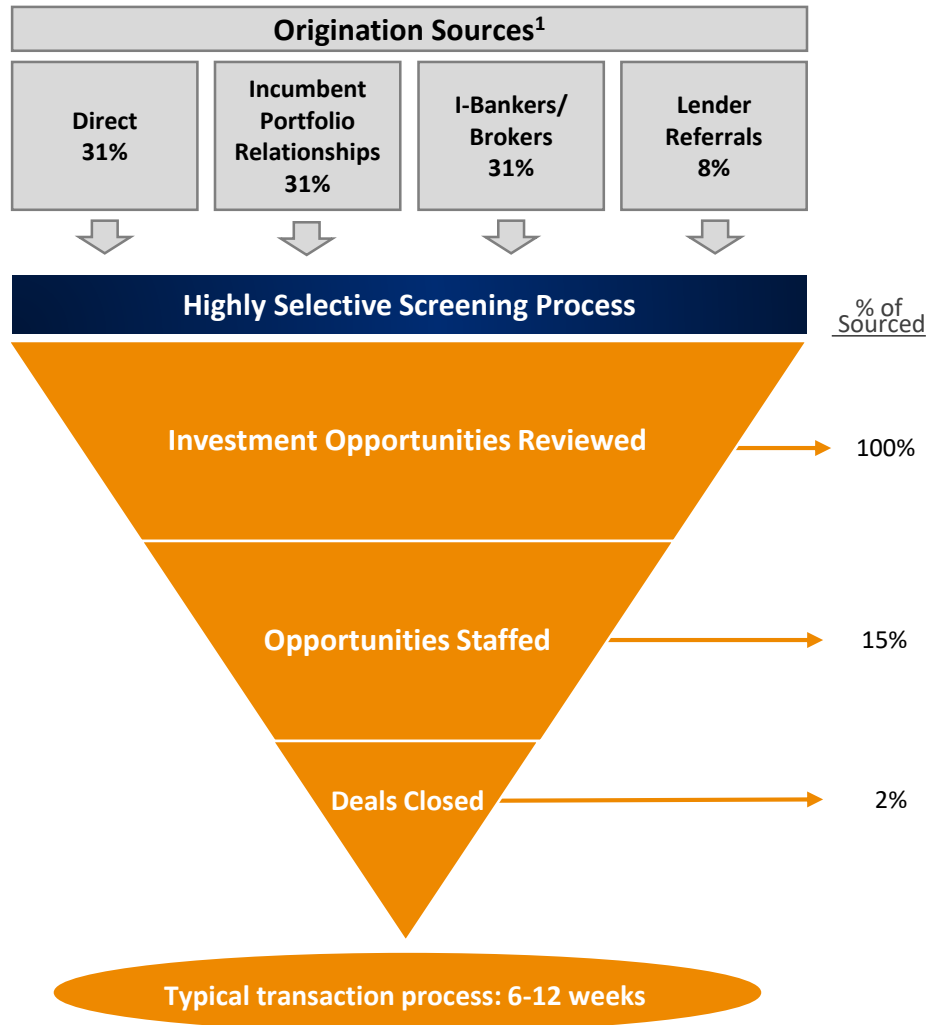 Origination Sources¹
Direct
31%
Incumbent
Portfolio
Relationships
31%
I-Bankers/
Brokers
31%
Lender
Referrals
8%
Highly Selective Screening Process
% of
Sourced
Investment Opportunities Reviewed
100%
Opportunities Staffed
15%
Deals Closed
2%
Typical transaction process: 6-12 weeks